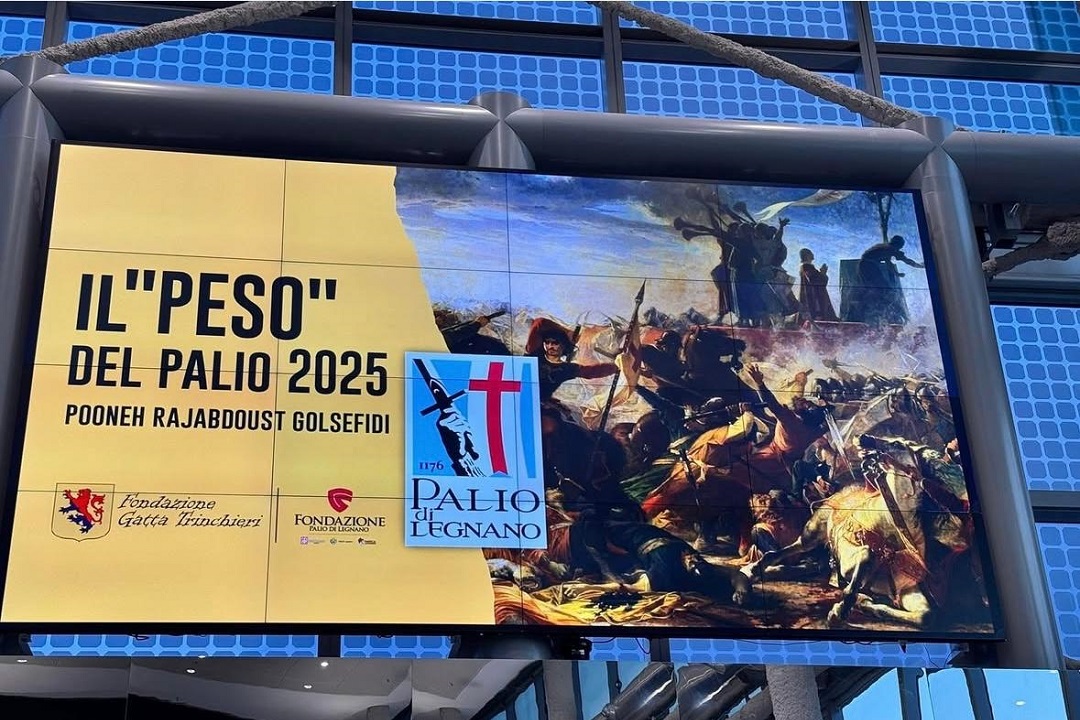 IL "PESO"
DEL PALIO 2025
POONEH RAJABDOUST GOLSEFIDI
Fondazione
Gatta Trinchieri
FONDAZIONE
PALIO DI LEGNANO
1176
PALIO
di
LEGNANO